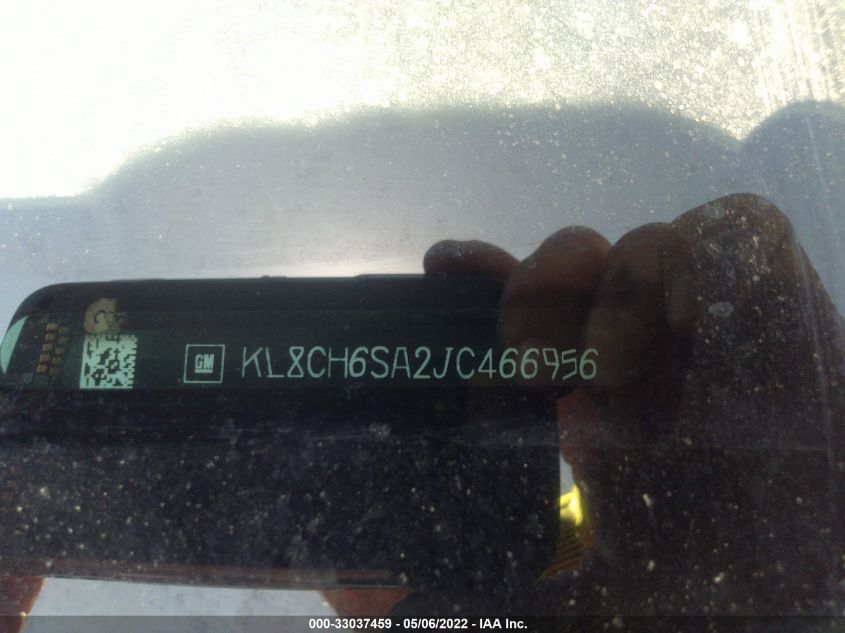 GM KL8CH6SA2JC466956
000-33037459 - 05/06/2022 - IAA Inc.